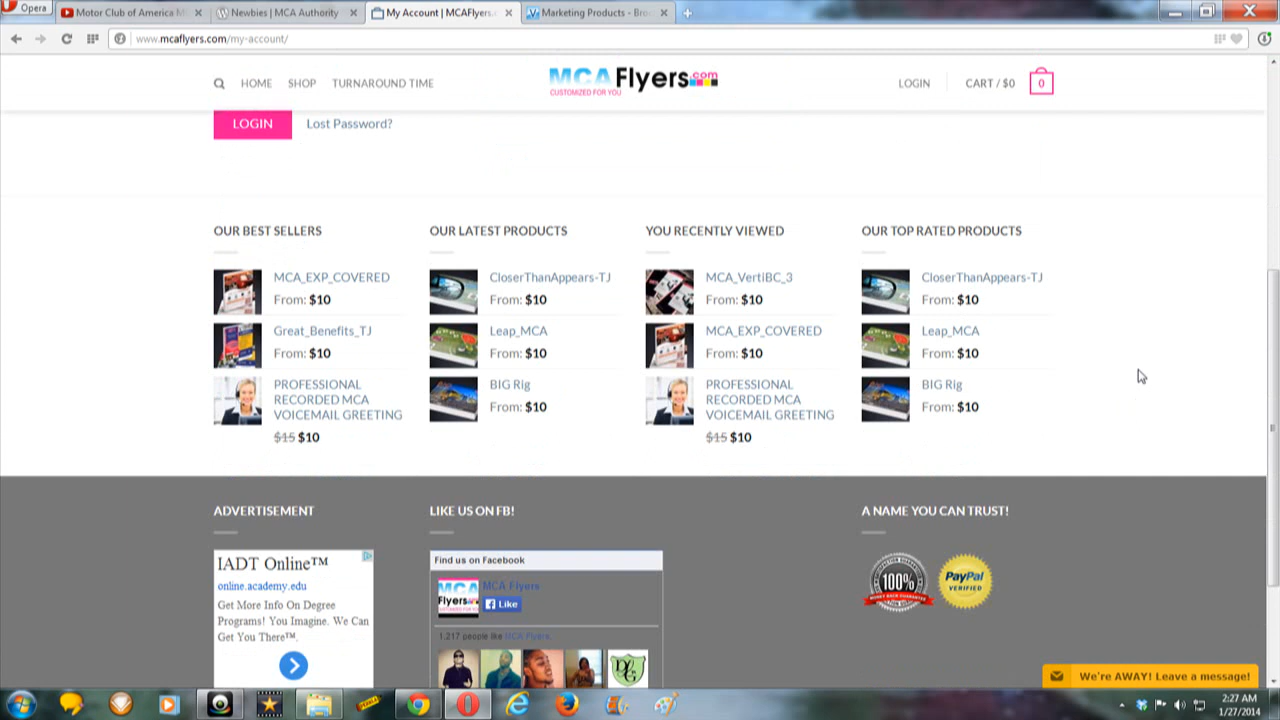 Opera
Motor Club of America M
Newbies | MCA Authority
My Account | MCAFlyers.
Marketing Products - Bro
www.mcaflyers.com/my-account/
HOME SHOP TURNAROUND TIME
MCAFlyers.com
CUSTOMIZED FOR YOU
LOGIN CART / $0 0
LOGIN Lost Password?
OUR BEST SELLERS
MCA_EXP_COVERED
From: $10
Great_Benefits_TJ
From: $10
PROFESSIONAL
RECORDED MCA
VOICEMAIL GREETING
$15 $10
OUR LATEST PRODUCTS
CloserThanAppears-TJ
From: $10
Leap_MCA
From: $10
BIG Rig
From: $10
YOU RECENTLY VIEWED
MCA_VertiBC_3
From: $10
MCA_EXP_COVERED
From: $10
PROFESSIONAL
RECORDED MCA
VOICEMAIL GREETING
$15 $10
OUR TOP RATED PRODUCTS
CloserThanAppears-TJ
From: $10
Leap_MCA
From: $10
BIG Rig
From: $10
ADVERTISEMENT
IADT Online™
online.academy.edu
Get More Info On Degree
Programs! You Imagine. We Can
Get You There™.
LIKE US ON FB!
Find us on Facebook
MCA
Flyers
MCA Flyers
Like
1,217 people like MCA Flyers.
A NAME YOU CAN TRUST!
100%
MONEY BACK GUARANTEE
PayPal
VERIFIED
We're AWAY! Leave a message!
2:27 AM
1/27/2014